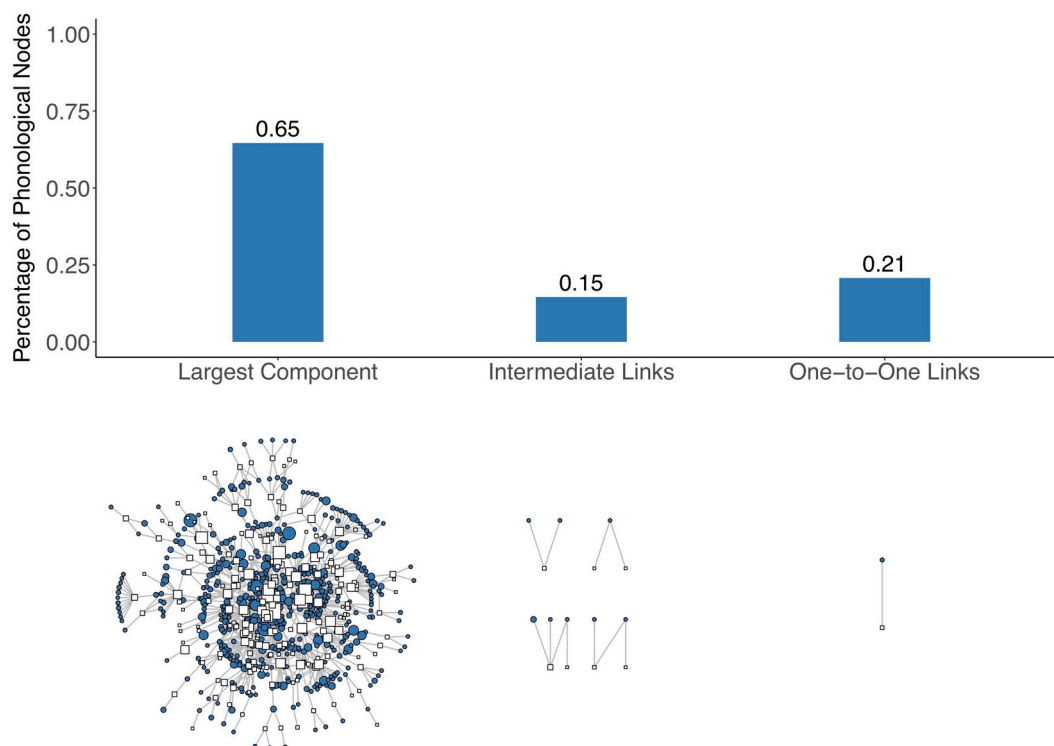 Percentage of Phonological Nodes
1.00
0.75
0.50
0.25
0.00
0.65
0.15
0.21
Largest Component
Intermediate Links
One−to−One Links